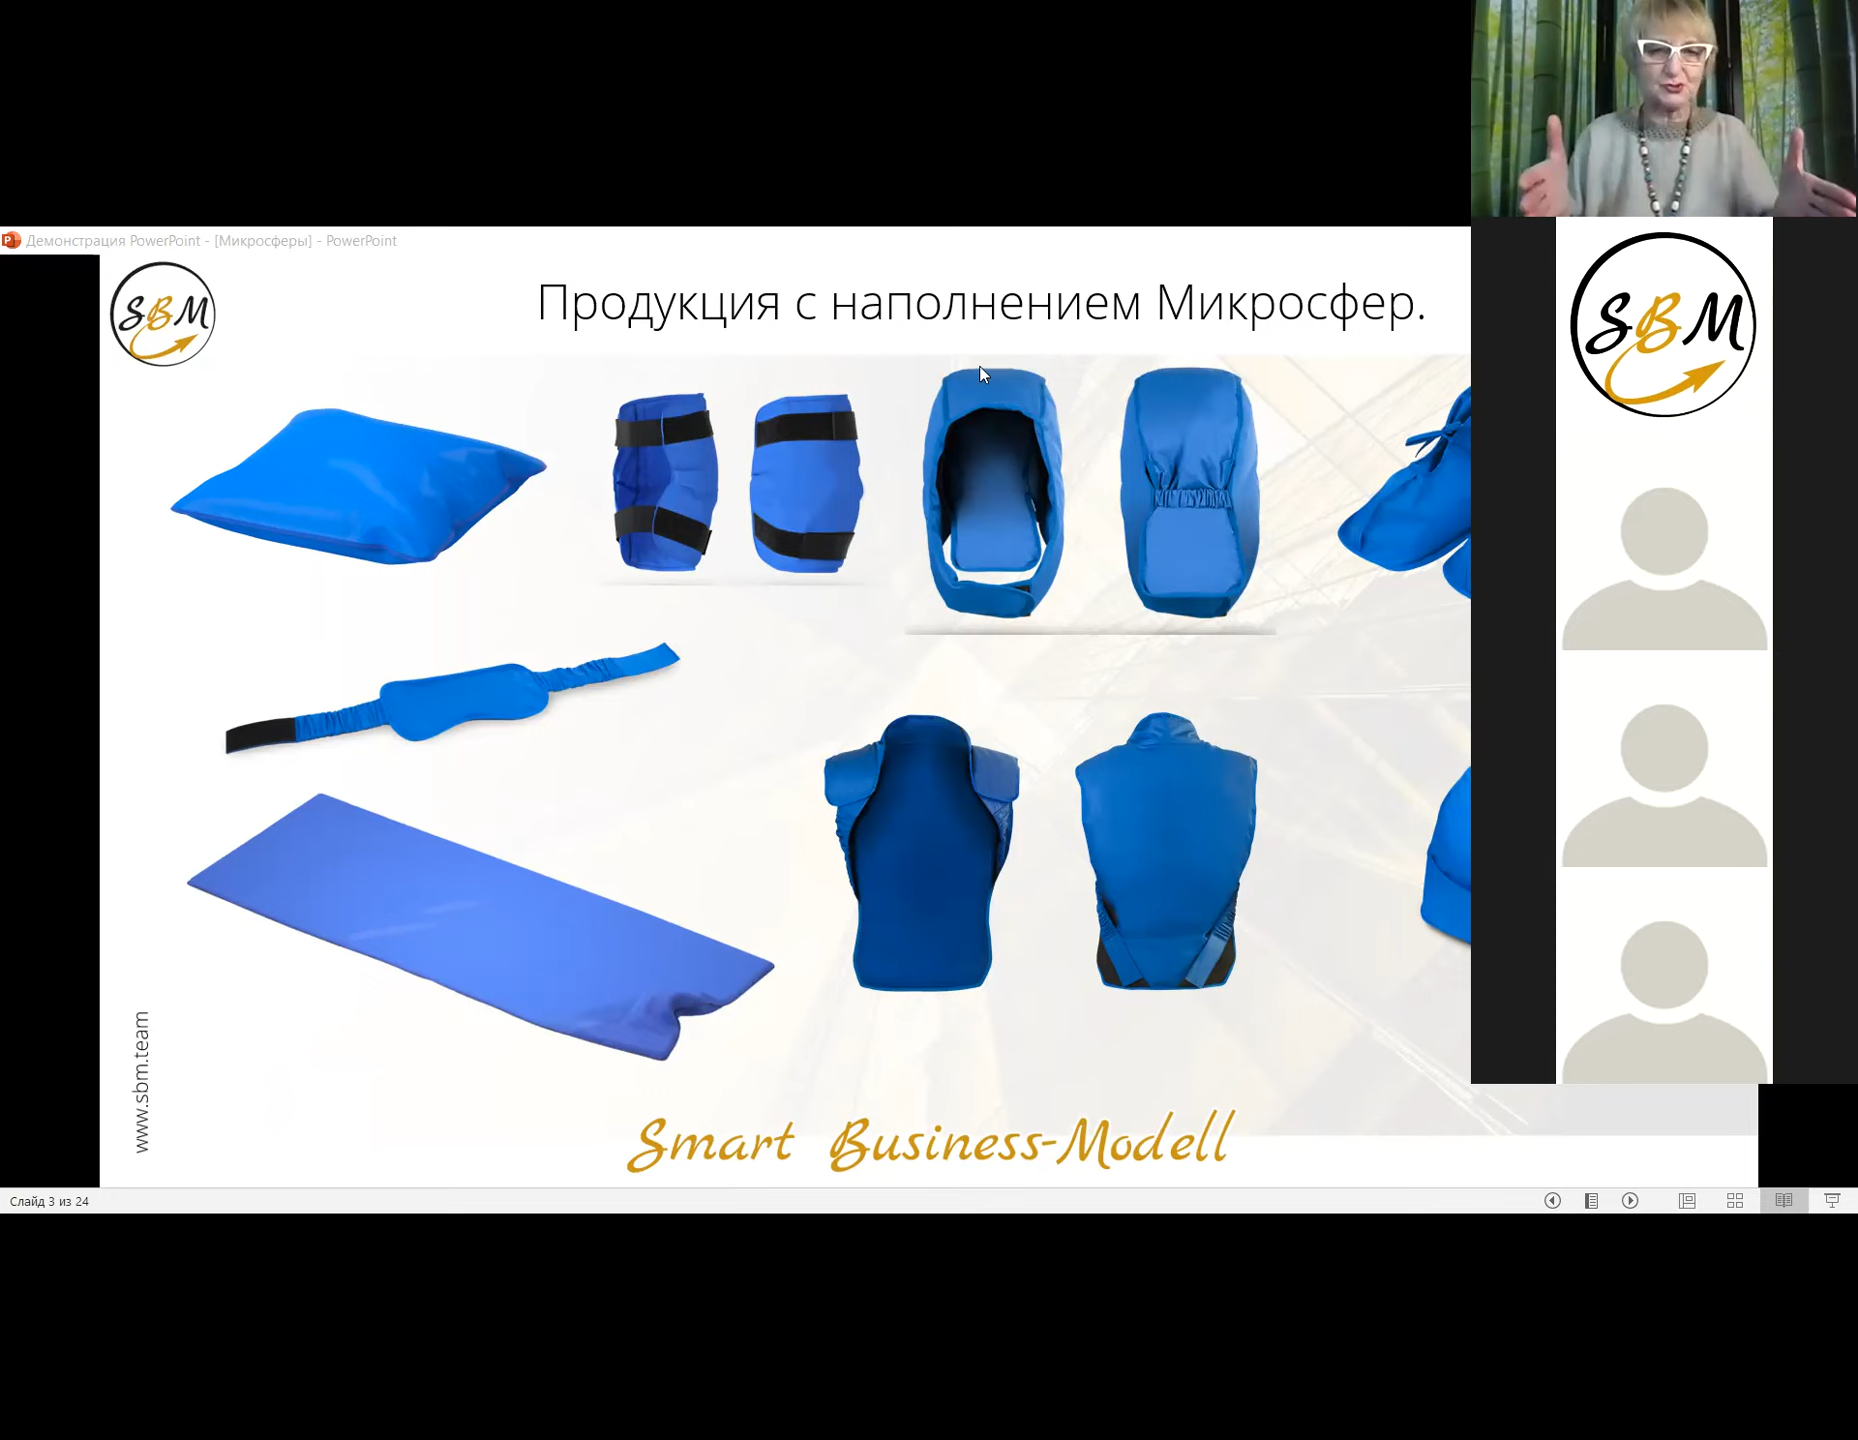 Демонстрация PowerPoint - [Микросферы] - PowerPoint
SBM
Продукция с наполнением Микросфер.
SBM
www.sbm.team
Smart Business-Modell
Слайд 3 из 24